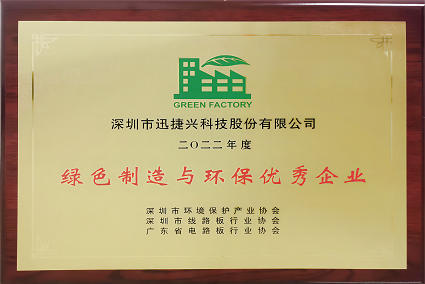 GREEN FACTORY
深圳市迅捷兴科技股份有限公司
二〇二二年度
绿色制造与环保优秀企业
深圳市环境保护产业协会
深圳市线路板行业协会
广东省电路板行业协会